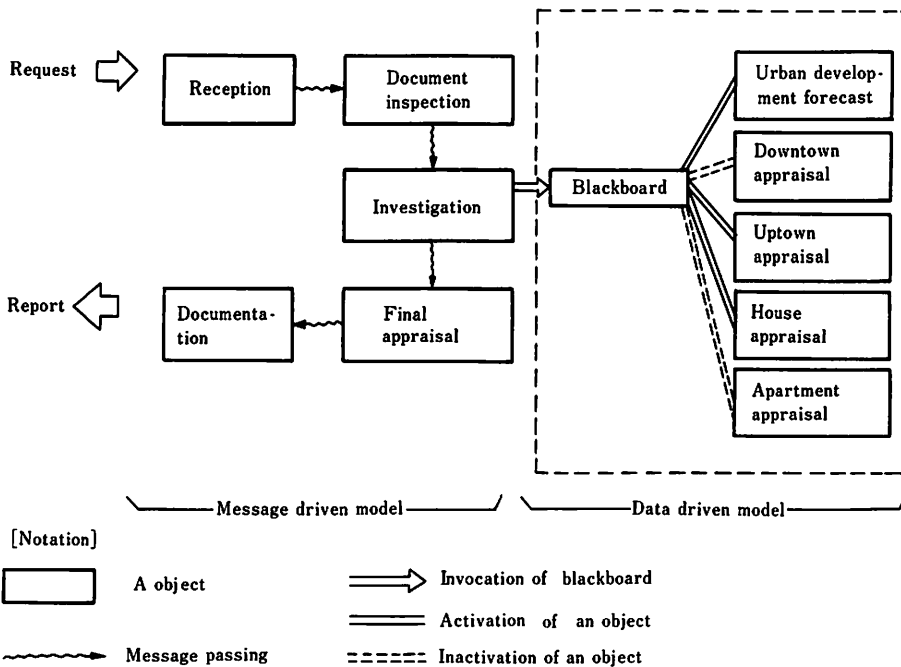 Request
Reception
Document
inspection
Investigation
Final
appraisal
Documenta-
tion
Report
Blackboard
Urban develop-
ment forecast
Downtown
appraisal
Uptown
appraisal
House
appraisal
Apartment
appraisal
Message driven model
Data driven model
[Notation]
A object
Message passing
Invocation of blackboard
Activation of an object
Inactivation of an object